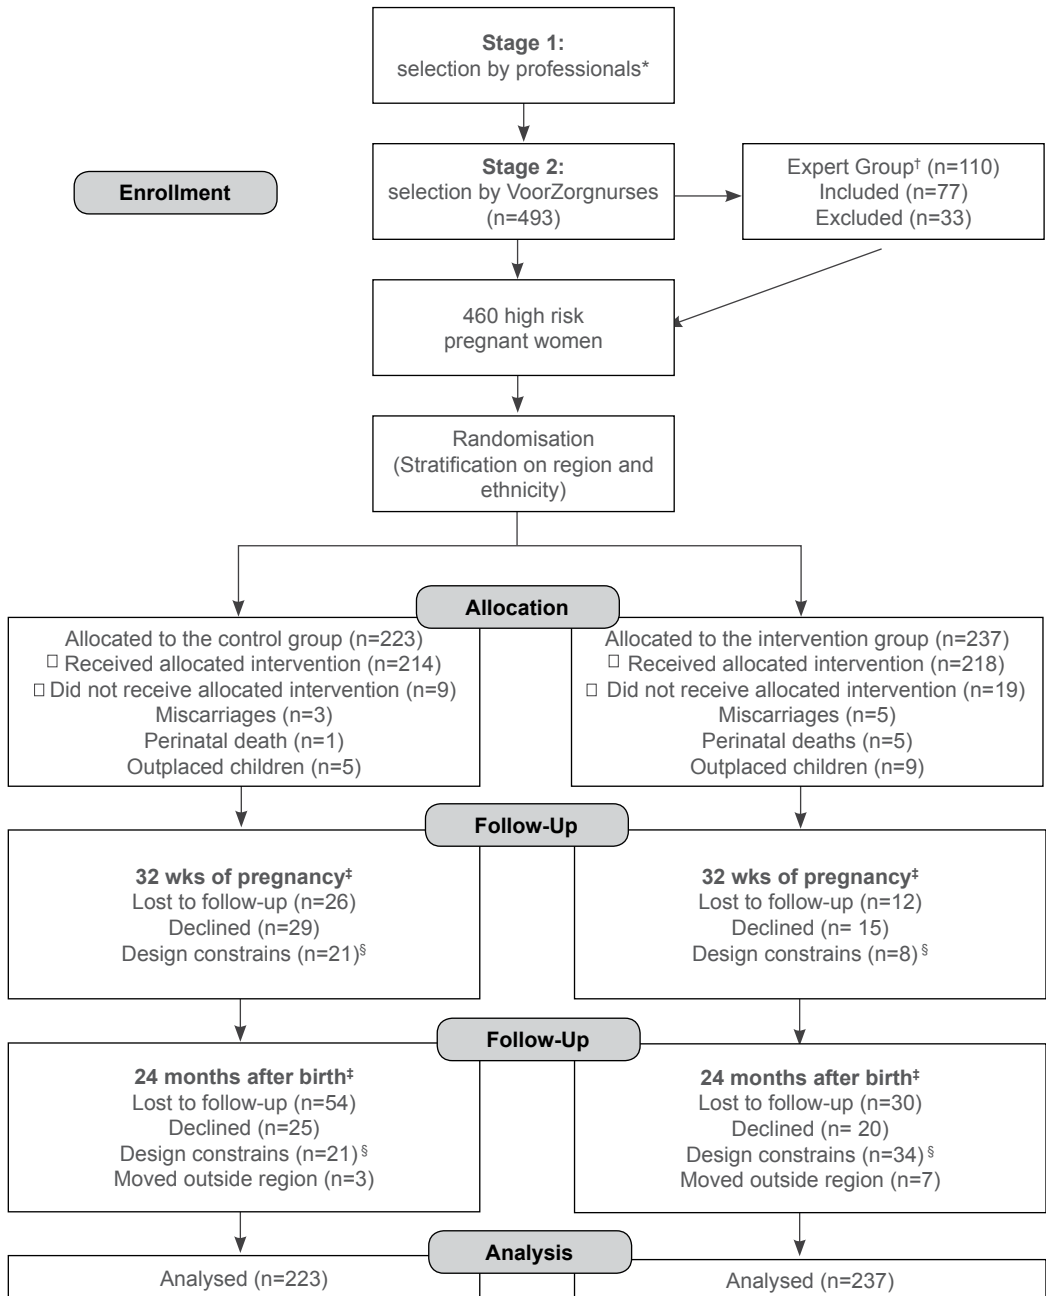 Stage 1:
selection by professionals*
Enrollment
Stage 2:
selection by VoorZorgnurses
(n=493)
Expert Group† (n=110)
Included (n=77)
Excluded (n=33)
460 high risk
pregnant women
Randomisation
(Stratification on region and
ethnicity)
Allocation
Allocated to the control group (n=223)
□ Received allocated intervention (n=214)
□ Did not receive allocated intervention (n=9)
Miscarriages (n=3)
Perinatal death (n=1)
Outplaced children (n=5)
Allocated to the intervention group (n=237)
□ Received allocated intervention (n=218)
□ Did not receive allocated intervention (n=19)
Miscarriages (n=5)
Perinatal deaths (n=5)
Outplaced children (n=9)
Follow-Up
32 wks of pregnancy‡
Lost to follow-up (n=26)
Declined (n=29)
Design constrains (n=21)§
32 wks of pregnancy‡
Lost to follow-up (n=12)
Declined (n= 15)
Design constrains (n=8)§
Follow-Up
24 months after birth‡
Lost to follow-up (n=54)
Declined (n=25)
Design constrains (n=21)§
Moved outside region (n=3)
24 months after birth‡
Lost to follow-up (n=30)
Declined (n= 20)
Design constrains (n=34)§
Moved outside region (n=7)
Analysis
Analysed (n=223)
Analysed (n=237)